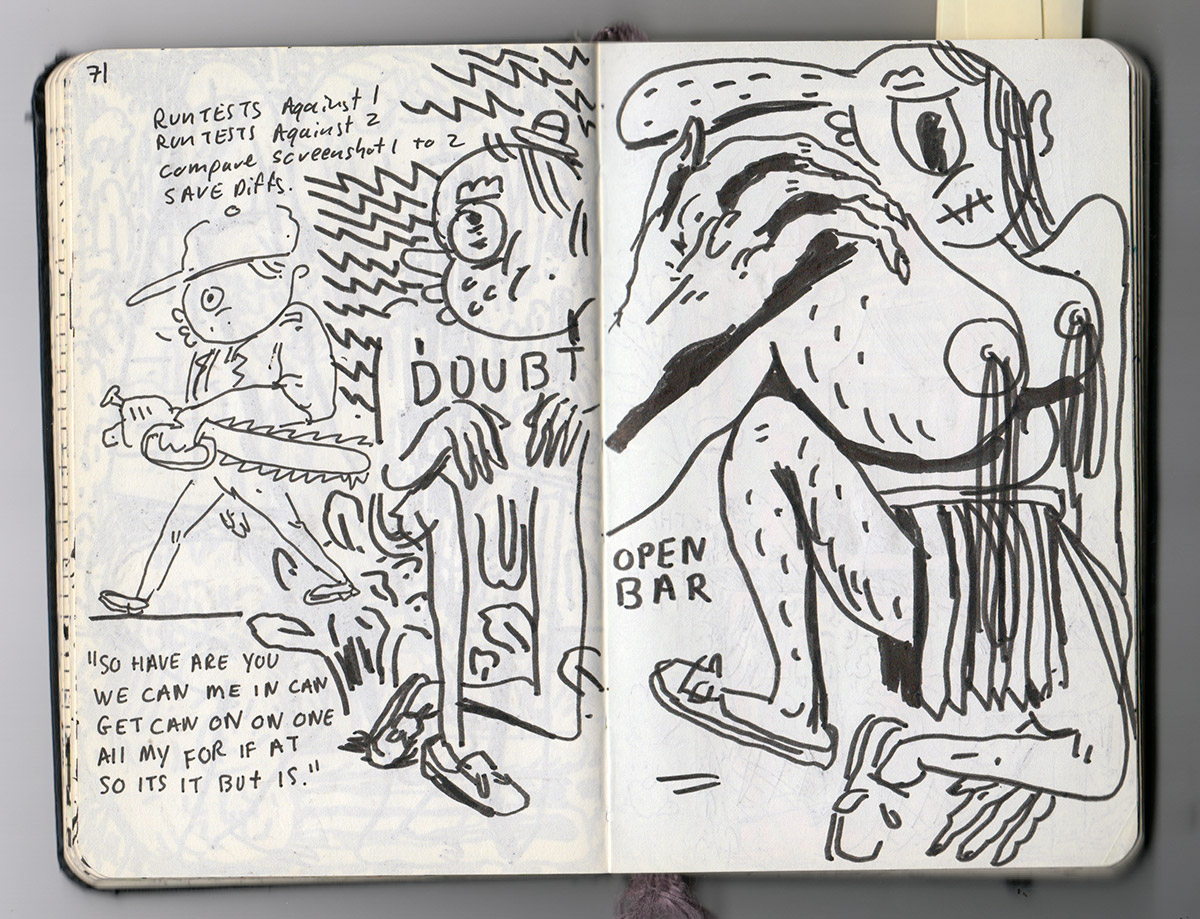 71
RUN TESTS Against 1
RUN TESTS Against 2
compare screenshot 1 to 2
SAVE Diffs.
DOUBT
"SO HAVE ARE YOU
WE CAN ME IN CAN
GET CAN ON ON ONE
All MY FOR IF AT
SO ITS IT BUT IS."
OPEN
BAR